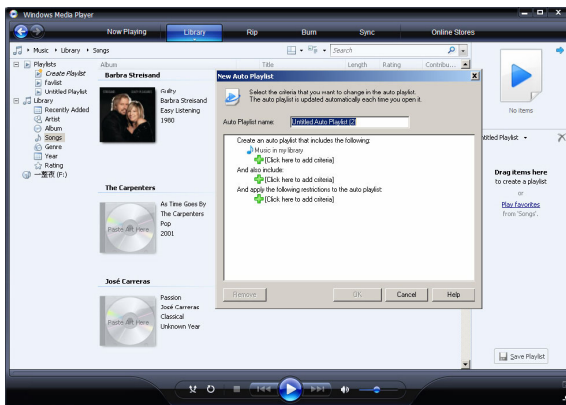 Windows Media Player
Now Playing Library Rip Burn Sync Online Stores
Music Library Songs
Search
Playlists
Create Playlist
favlist
Untitled Playlist
Library
Recently Added
Artist
Album
Songs
Genre
Year
Rating
一整夜 (F:)
Album Title Length Rating Contribu...
Barbra Streisand
Guilty
Barbra Streisand
Easy Listening
1980
The Carpenters
Paste Art Here
As Time Goes By
The Carpenters
Pop
2001
José Carreras
Paste Art Here
Passion
José Carreras
Classical
Unknown Year
New Auto Playlist
Select the criteria that you want to change in the auto playlist.
The auto playlist is updated automatically each time you open it.
Auto Playlist name: Untitled Auto Playlist (2)
Create an auto playlist that includes the following:
Music in my library
[Click here to add criteria]
And also include:
[Click here to add criteria]
And apply the following restrictions to the auto playlist:
[Click here to add criteria]
Remove OK Cancel Help
No items
ntitled Playlist
Drag items here
to create a playlist
or
Play favorites
from 'Songs'.
Save Playlist